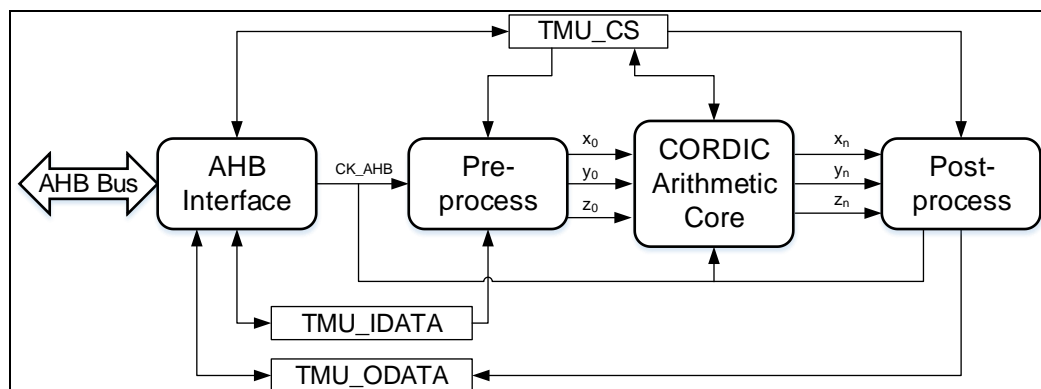 TMU_CS
AHB Bus
AHB
Interface
CK_AHB
Pre-
process
x₀
y₀
z₀
CORDIC
Arithmetic
Core
xₙ
yₙ
zₙ
Post-
process
TMU_IDATA
TMU_ODATA